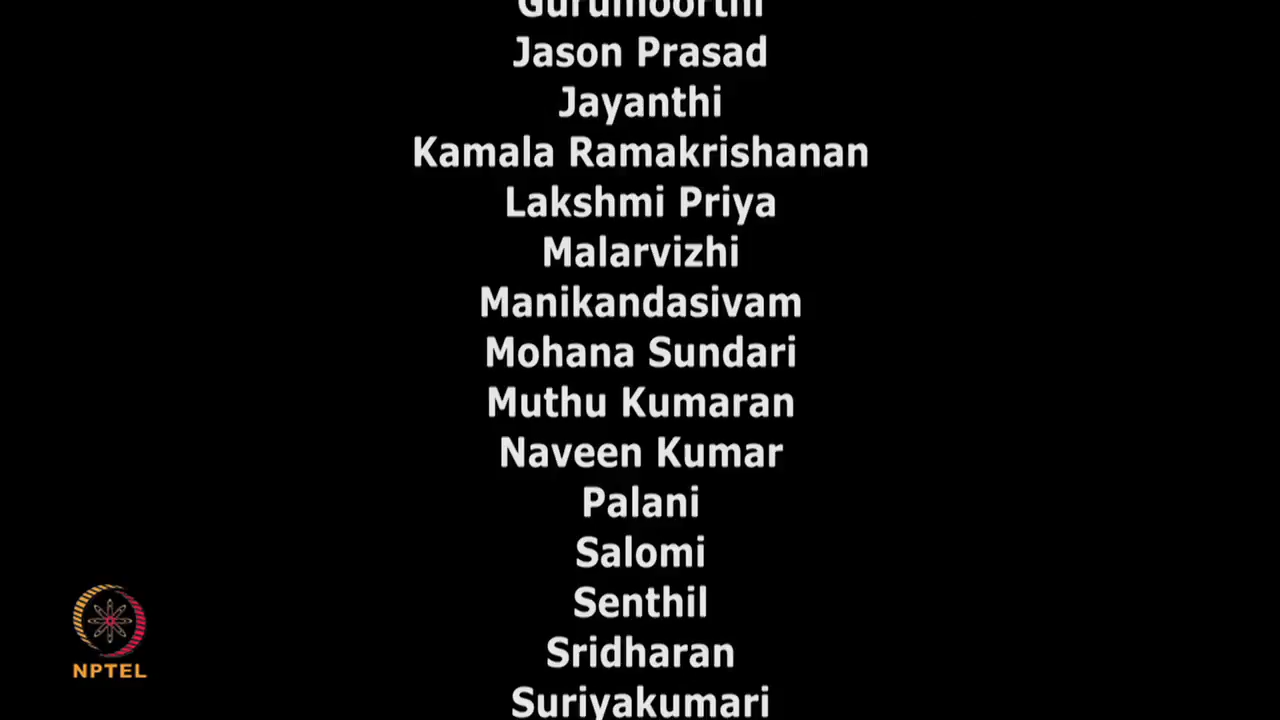 Gurumoorthi
Jason Prasad
Jayanthi
Kamala Ramakrishanan
Lakshmi Priya
Malarvizhi
Manikandasivam
Mohana Sundari
Muthu Kumaran
Naveen Kumar
Palani
Salomi
Senthil
Sridharan
Suriyakumari
NPTEL